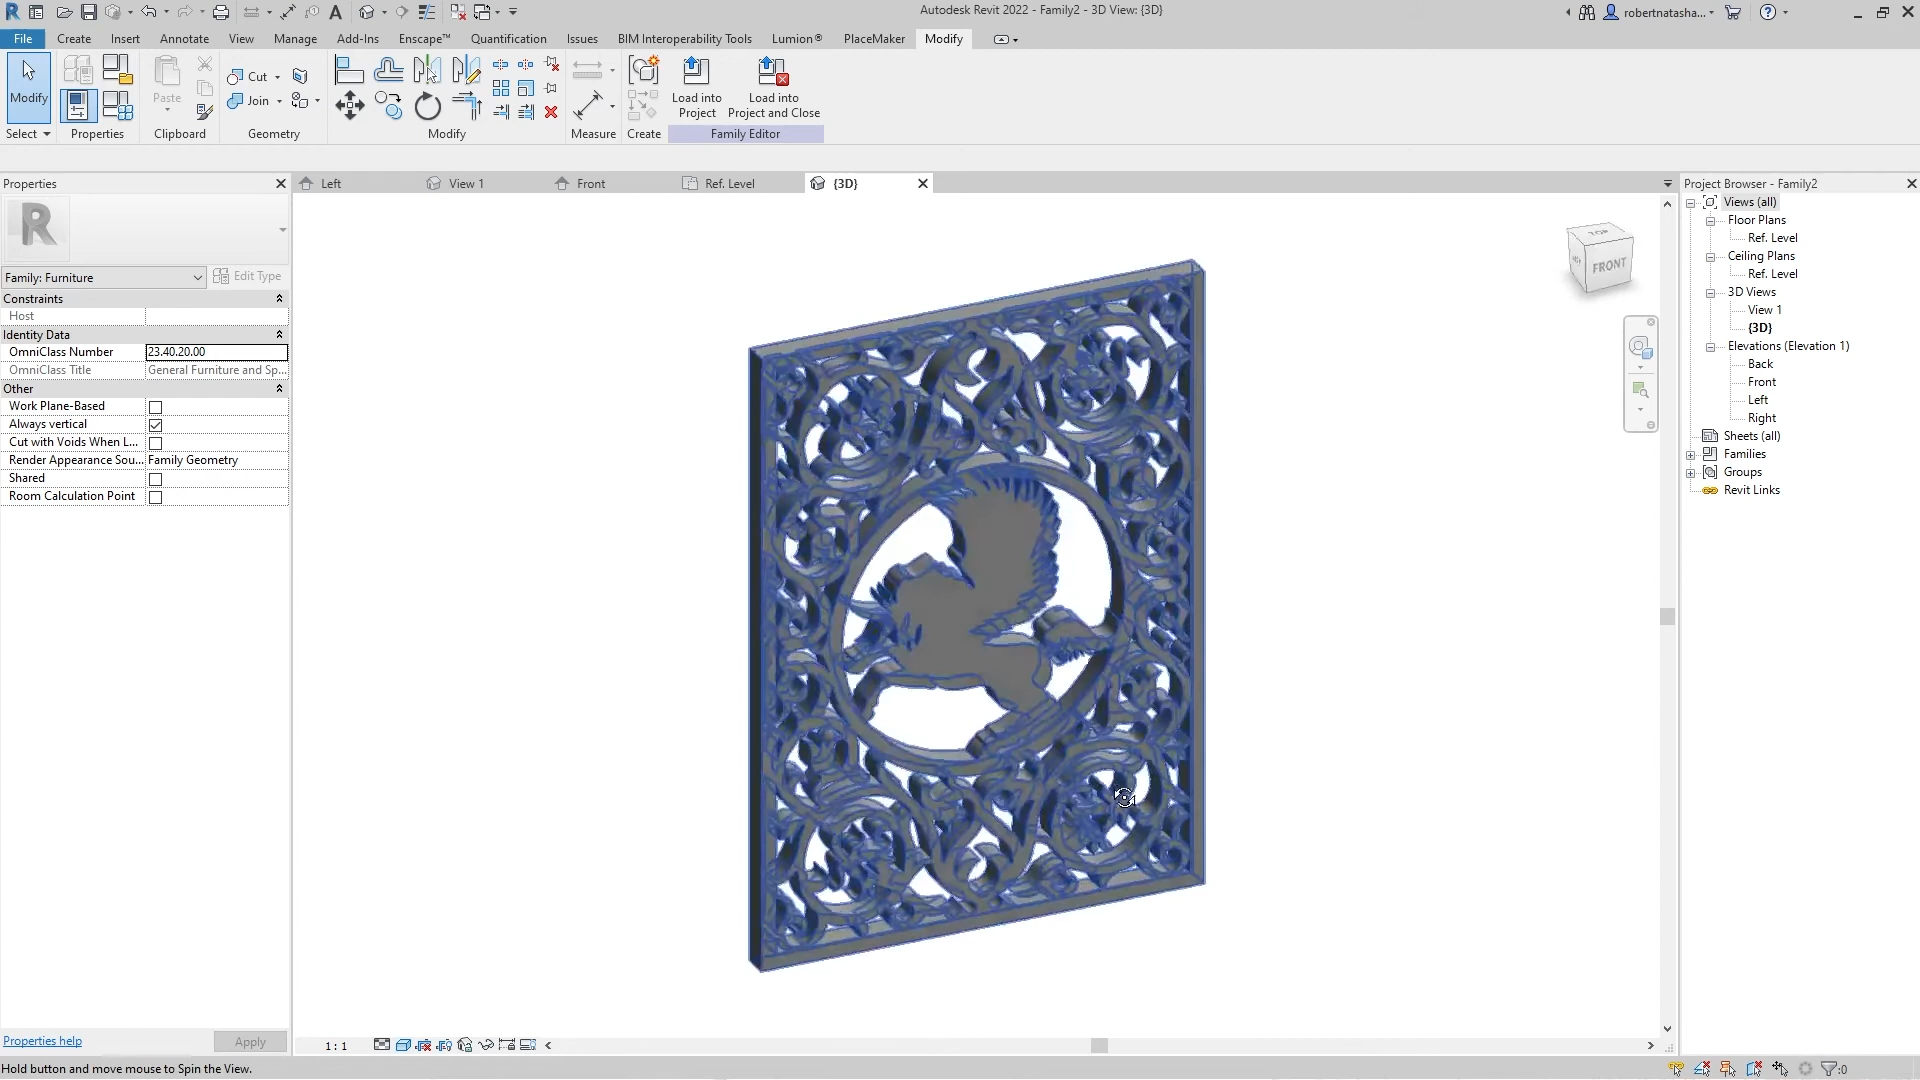 Autodesk Revit 2022 - Family2 - 3D View: {3D}
robertnatasha...
File Create Insert Annotate View Manage Add-Ins Enscape™ Quantification Issues BIM Interoperability Tools Lumion® PlaceMaker Modify
Modify
Paste
Cut
Join
Load into Project
Load into Project and Close
Select Properties Clipboard Geometry Modify Measure Create Family Editor
Properties
Left
View 1
Front
Ref. Level
{3D}
Project Browser - Family2
R
Family: Furniture
Edit Type
Constraints
Host
Identity Data
OmniClass Number 23.40.20.00
OmniClass Title General Furniture and Sp...
Other
Work Plane-Based
Always vertical
Cut with Voids When L...
Render Appearance Sou... Family Geometry
Shared
Room Calculation Point
TOP
FRONT
Views (all)
Floor Plans
Ref. Level
Ceiling Plans
Ref. Level
3D Views
View 1
{3D}
Elevations (Elevation 1)
Back
Front
Left
Right
Sheets (all)
Families
Groups
Revit Links
Properties help
Apply
1 : 1
Hold button and move mouse to Spin the View.
:0